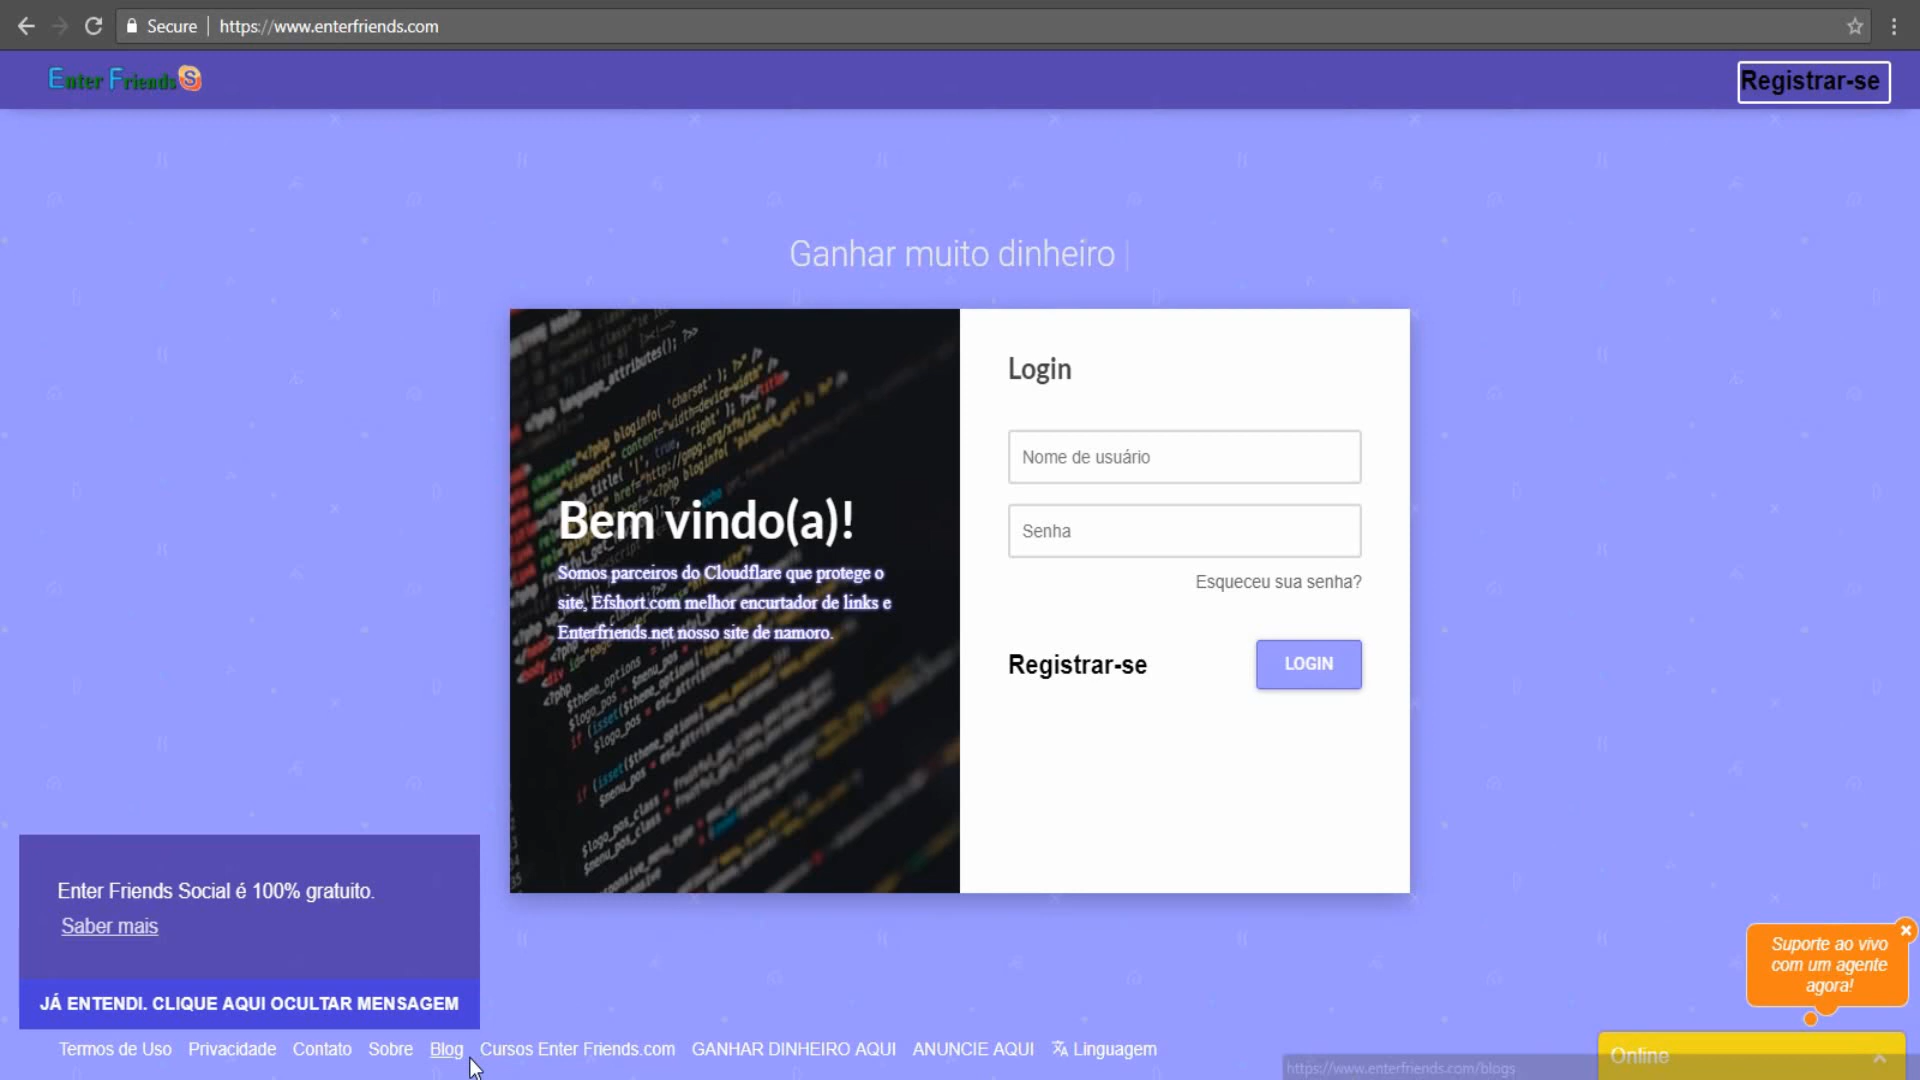 Secure https://www.enterfriends.com
Enter Friends S
Registrar-se
Ganhar muito dinheiro
Bem vindo(a)!
Somos parceiros do Cloudflare que protege o
site, Efshort.com melhor encurtador de links e
Enterfriends.net nosso site de namoro.
Login
Nome de usuário
Senha
Esqueceu sua senha?
Registrar-se
LOGIN
Enter Friends Social é 100% gratuito.
Saber mais
JÁ ENTENDI. CLIQUE AQUI OCULTAR MENSAGEM
Suporte ao vivo
com um agente
agora!
Termos de Uso Privacidade Contato Sobre Blog Cursos Enter Friends.com GANHAR DINHEIRO AQUI ANUNCIE AQUI Linguagem
https://www.enterfriends.com/blogs
Online